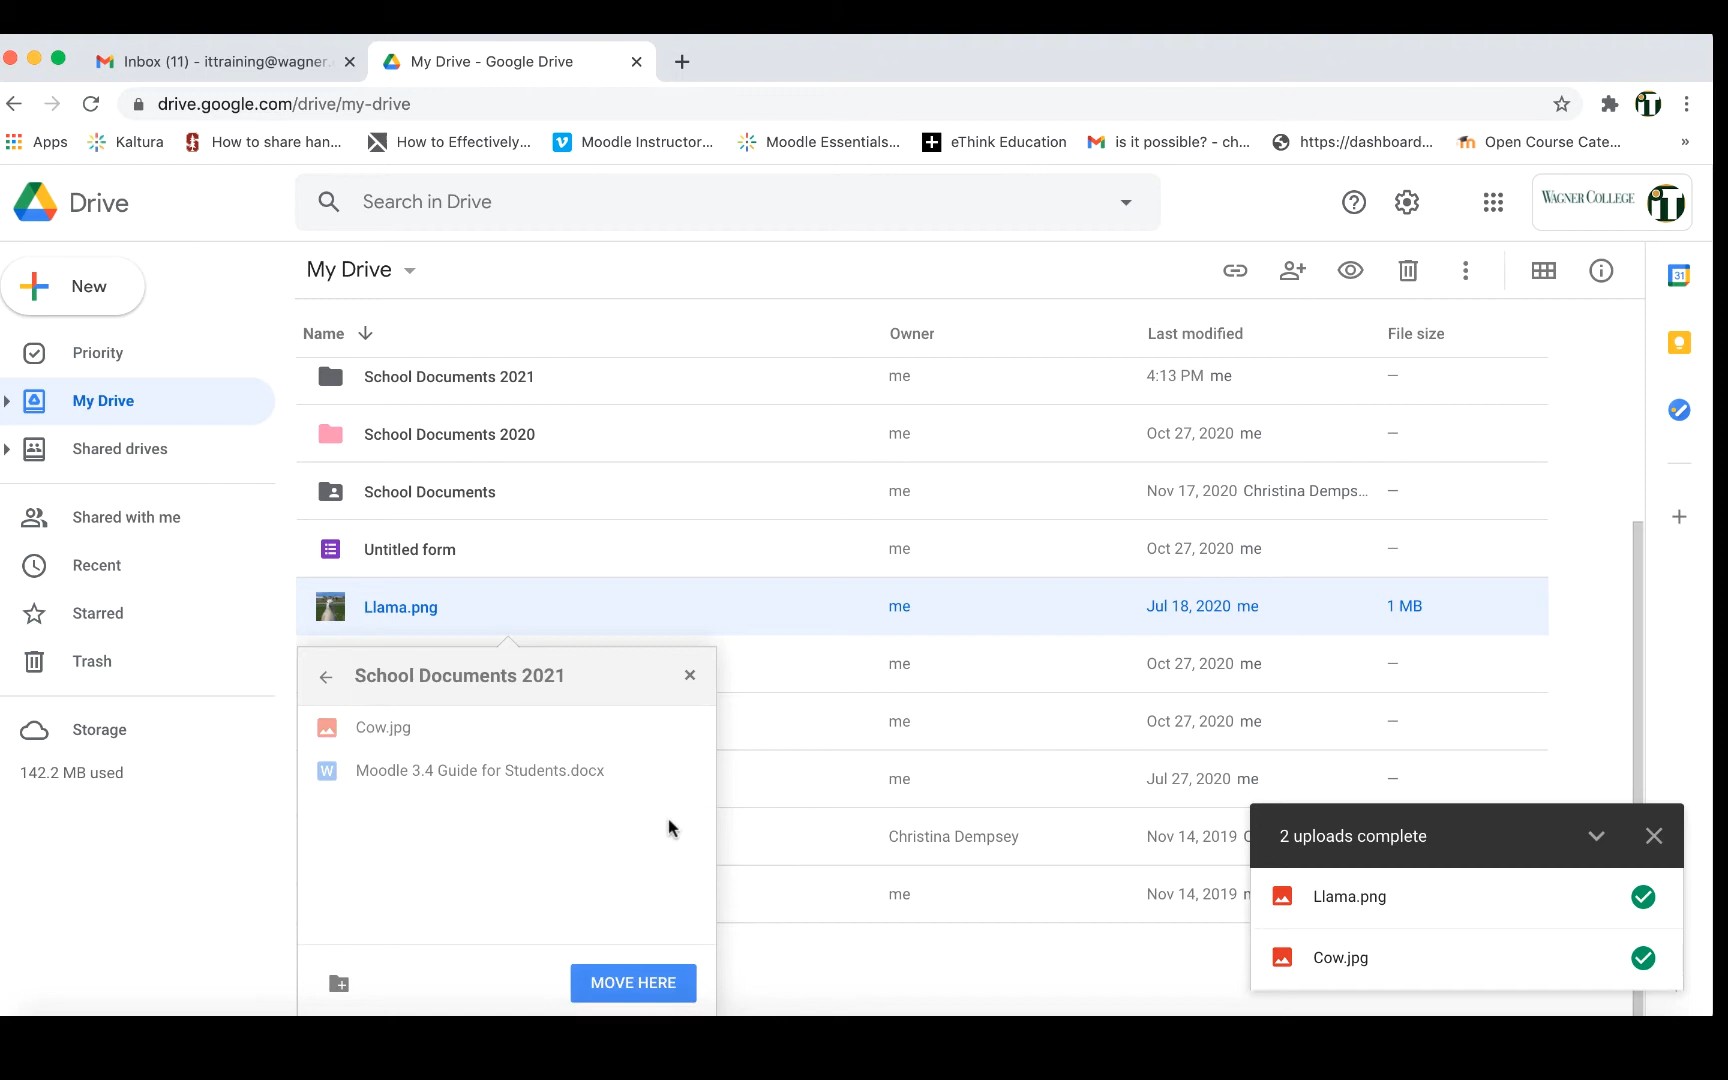 Inbox (11) - ittraining@wagner.
My Drive - Google Drive
drive.google.com/drive/my-drive
Apps
Kaltura
How to share han...
How to Effectively...
Moodle Instructor...
Moodle Essentials...
eThink Education
is it possible? - ch...
https://dashboard...
Open Course Cate...
»
Drive
Search in Drive
WAGNER COLLEGE
iT
New
My Drive
31
Name
Owner
Last modified
File size
Priority
My Drive
Shared drives
Shared with me
Recent
Starred
Trash
Storage
142.2 MB used
School Documents 2021 me 4:13 PM me —
School Documents 2020 me Oct 27, 2020 me —
School Documents me Nov 17, 2020 Christina Demps... —
Untitled form me Oct 27, 2020 me —
Llama.png me Jul 18, 2020 me 1 MB
me Oct 27, 2020 me —
me Oct 27, 2020 me —
me Jul 27, 2020 me —
Christina Dempsey Nov 14, 2019
me Nov 14, 2019
School Documents 2021
Cow.jpg
W Moodle 3.4 Guide for Students.docx
MOVE HERE
2 uploads complete
Llama.png
Cow.jpg